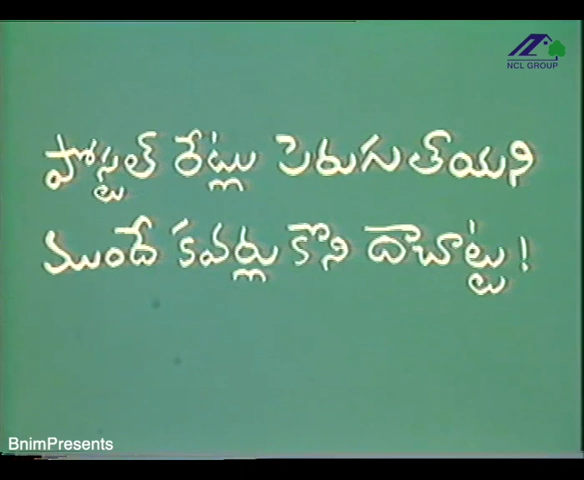 NCL GROUP
పోస్టల్ రేట్లు పెరుగుతాయని
ముందే కవర్లు కొని దాచాట్ట!
BnimPresents